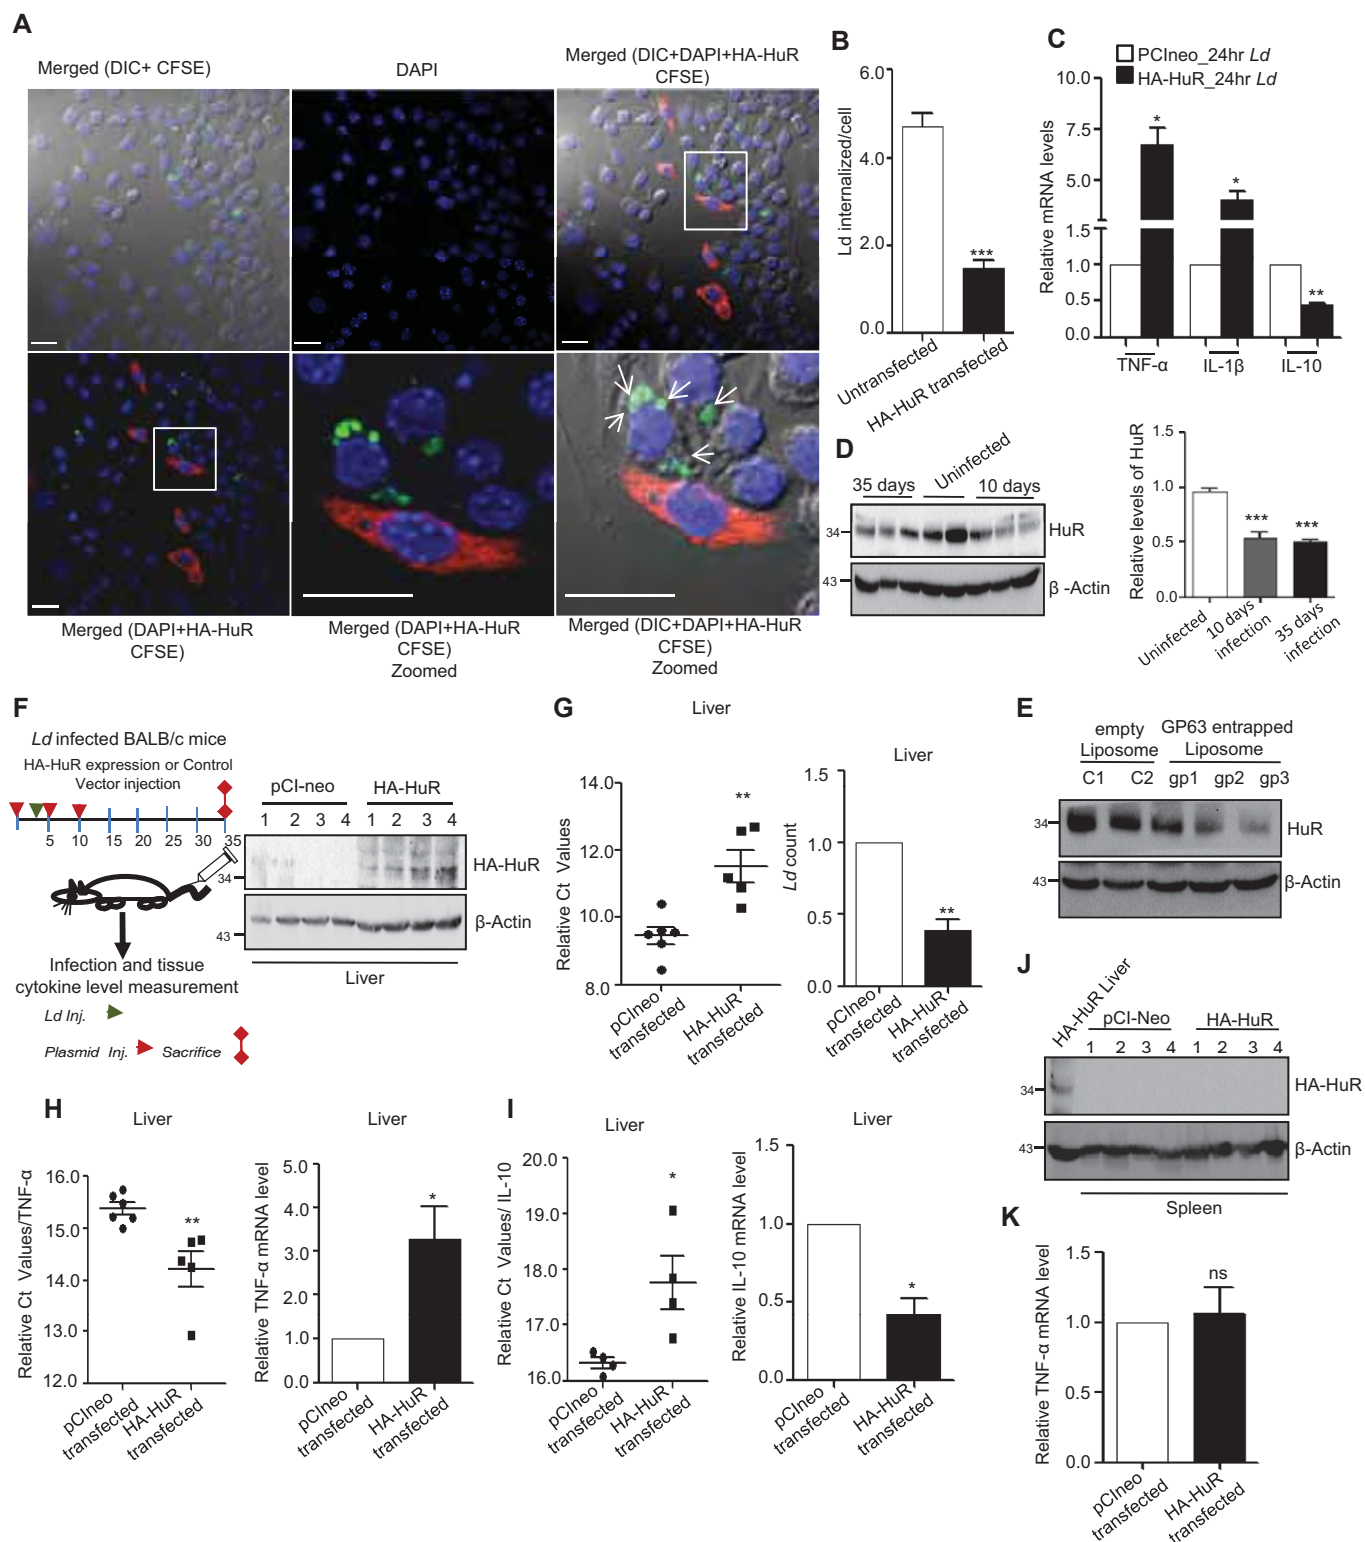 A
Merged (DIC+ CFSE)
DAPI
Merged (DIC+DAPI+HA-HuR
CFSE)
Merged (DAPI+HA-HuR
CFSE)
Merged (DAPI+HA-HuR
CFSE)
Zoomed
Merged (DIC+DAPI+HA-HuR
CFSE)
Zoomed
B
Ld internalized/cell
6.0
4.0
2.0
0.0
***
Untransfected
HA-HuR transfected
C
PCIneo_24hr Ld
HA-HuR_24hr Ld
Relative mRNA levels
10.0
7.5
5.0
1.5
1.0
0.5
0.0
*
*
**
TNF-α
IL-1β
IL-10
D
35 days
Uninfected
10 days
34
HuR
43
β -Actin
Relative levels of HuR
1.5
1.0
0.5
0.0
***
***
Uninfected
10 days
infection
35 days
infection
F
Ld infected BALB/c mice
HA-HuR expression or Control
Vector injection
5
10
15
20
25
30
35
Infection and tissue
cytokine level measurement
Ld Inj.
Plasmid Inj.
Sacrifice
pCI-neo
HA-HuR
1 2 3 4 1 2 3 4
34
HA-HuR
43
β-Actin
Liver
G
Liver
Relative Ct Values
14.0
12.0
10.0
8.0
**
pCIneo
transfected
HA-HuR
transfected
Liver
Ld count
1.5
1.0
0.5
0.0
**
pCIneo
transfected
HA-HuR
transfected
E
empty
Liposome
GP63 entrapped
Liposome
C1 C2 gp1 gp2 gp3
34
HuR
43
β-Actin
J
HA-HuR Liver
pCI-Neo
HA-HuR
1 2 3 4 1 2 3 4
34
HA-HuR
43
β-Actin
Spleen
H
Liver
Relative Ct Values/TNF-α
16.0
15.0
14.0
13.0
12.0
**
pCIneo
transfected
HA-HuR
transfected
Liver
Relative TNF-α mRNA level
5.0
4.0
3.0
2.0
1.0
0.0
*
pCIneo
transfected
HA-HuR
transfected
I
Liver
Relative Ct Values/ IL-10
20.0
19.0
18.0
17.0
16.0
*
pCIneo
transfected
HA-HuR
transfected
Liver
Relative IL-10 mRNA level
1.5
1.0
0.5
0.0
*
pCIneo
transfected
HA-HuR
transfected
K
Relative TNF-α mRNA level
1.5
1.0
0.5
0.0
ns
pCIneo
transfected
HA-HuR
transfected